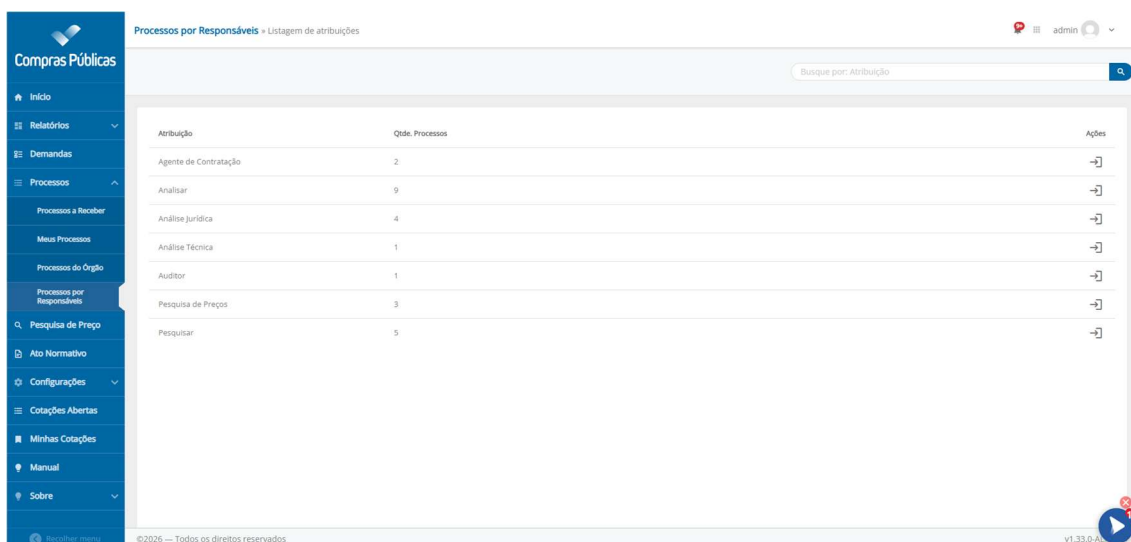 Compras Públicas
Início
Relatórios
Demandas
Processos
Processos a Receber
Meus Processos
Processos do Órgão
Processos por
Responsáveis
Pesquisa de Preço
Ato Normativo
Configurações
Cotações Abertas
Minhas Cotações
Manual
Sobre
Recolher menu
Processos por Responsáveis » Listagem de atribuições
9+
admin
Busque por: Atribuição
Atribuição Qtde. Processos Ações
Agente de Contratação 2
Analisar 9
Análise Jurídica 4
Análise Técnica 1
Auditor 1
Pesquisa de Preços 3
Pesquisar 5
©2026 — Todos os direitos reservados